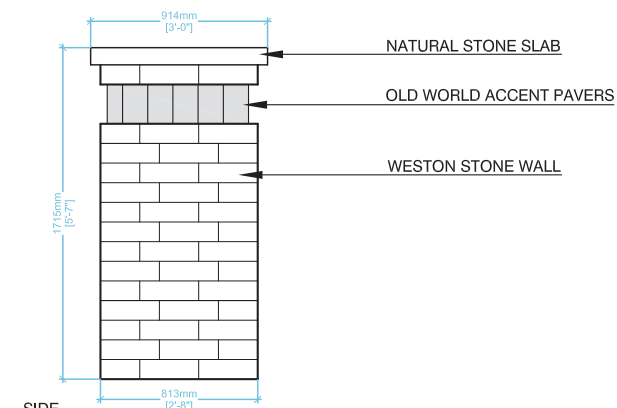 914mm
[3'-0"]
NATURAL STONE SLAB
OLD WORLD ACCENT PAVERS
WESTON STONE WALL
1715mm
[5'-7"]
813mm
[2'-8"]
SIDE